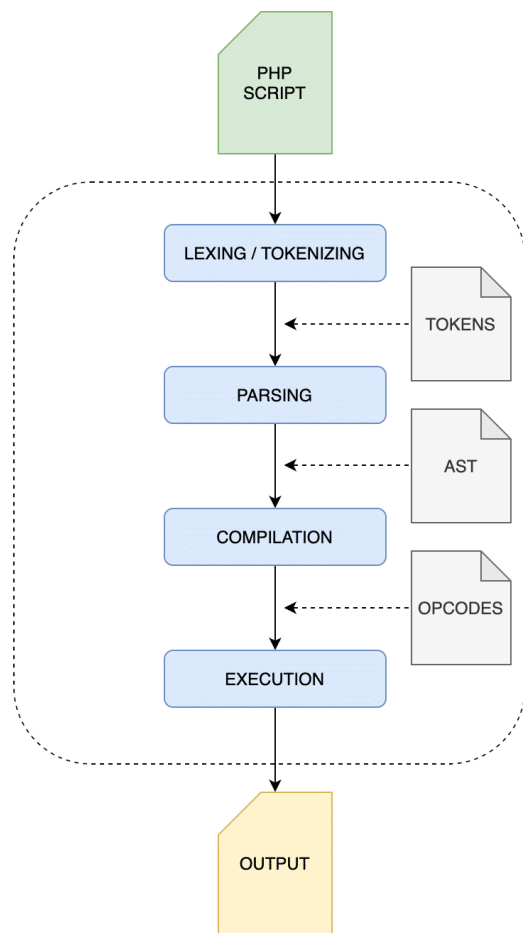 PHP
SCRIPT
LEXING / TOKENIZING
TOKENS
PARSING
AST
COMPILATION
OPCODES
EXECUTION
OUTPUT